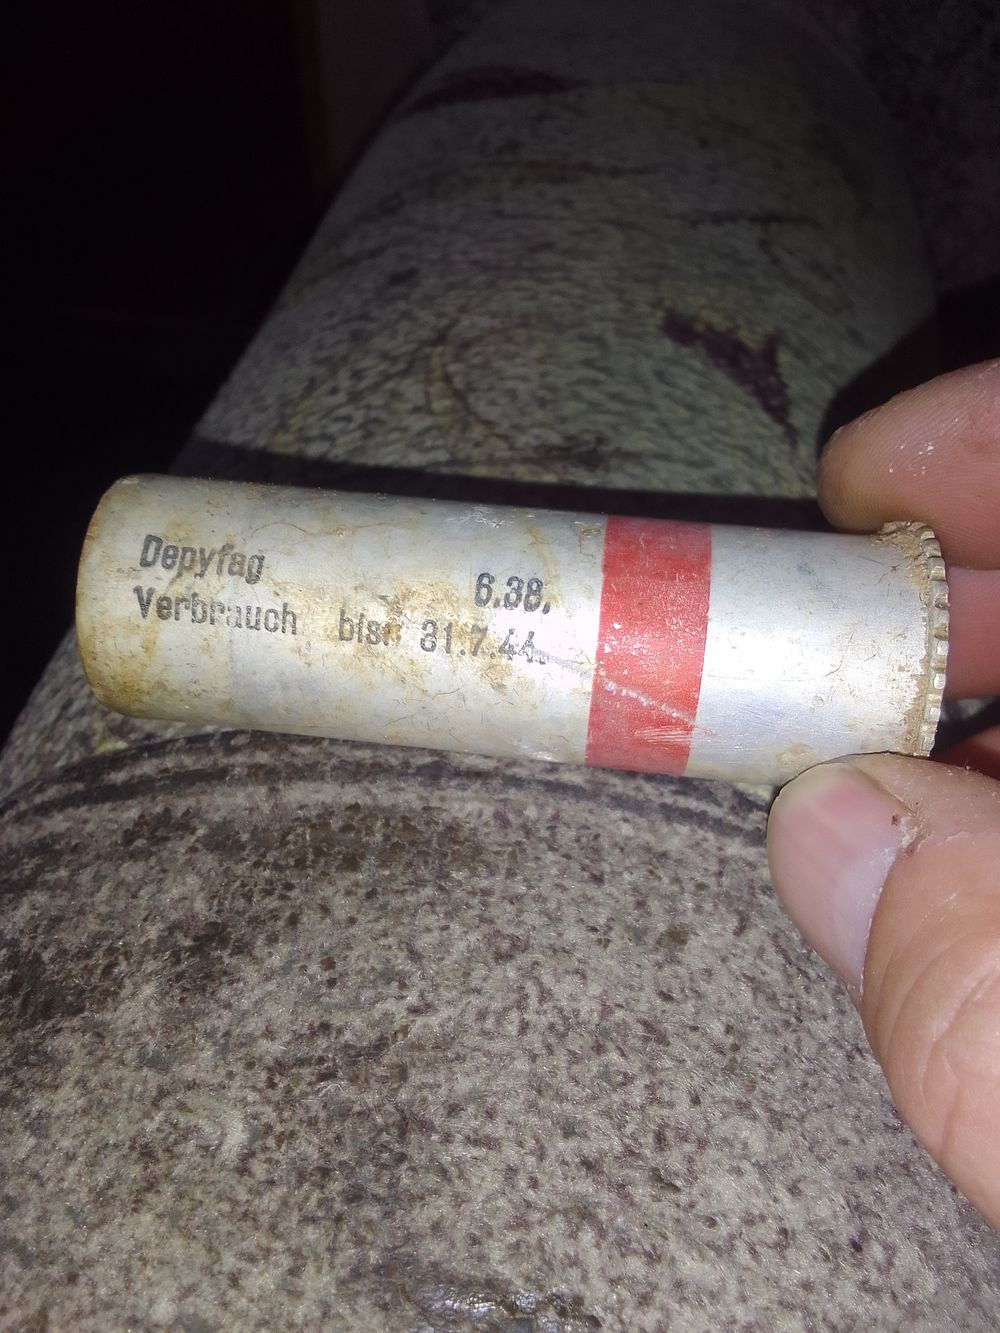 Depyfag 6.38.
Verbrauch bis: 31.7.44.